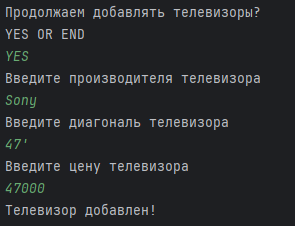 Продолжаем добавлять телевизоры?
YES OR END
YES
Введите производителя телевизора
Sony
Введите диагональ телевизора
47'
Введите цену телевизора
47000
Телевизор добавлен!